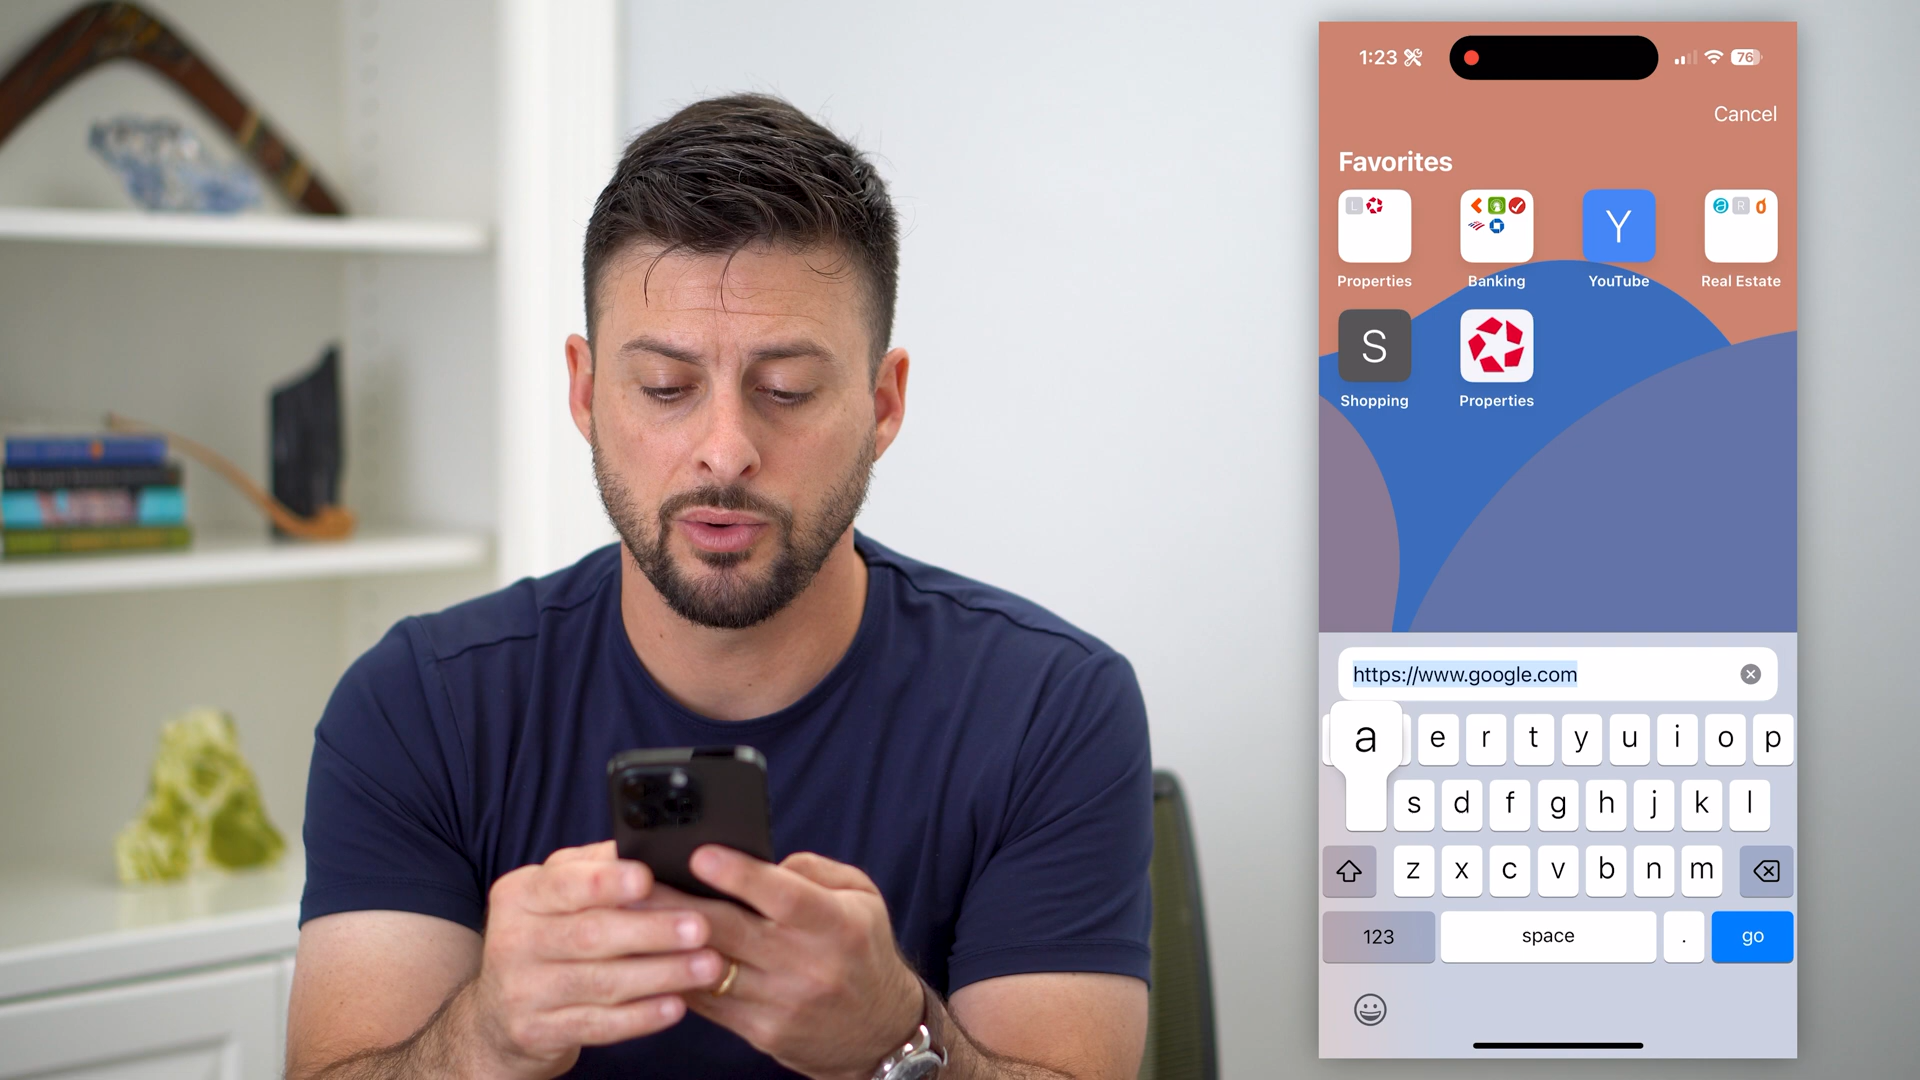 1:23
76
Cancel
Favorites
L
R
Y
Properties Banking YouTube Real Estate
S
Shopping Properties
https://www.google.com
a e r t y u i o p
s d f g h j k l
z x c v b n m
123 space . go